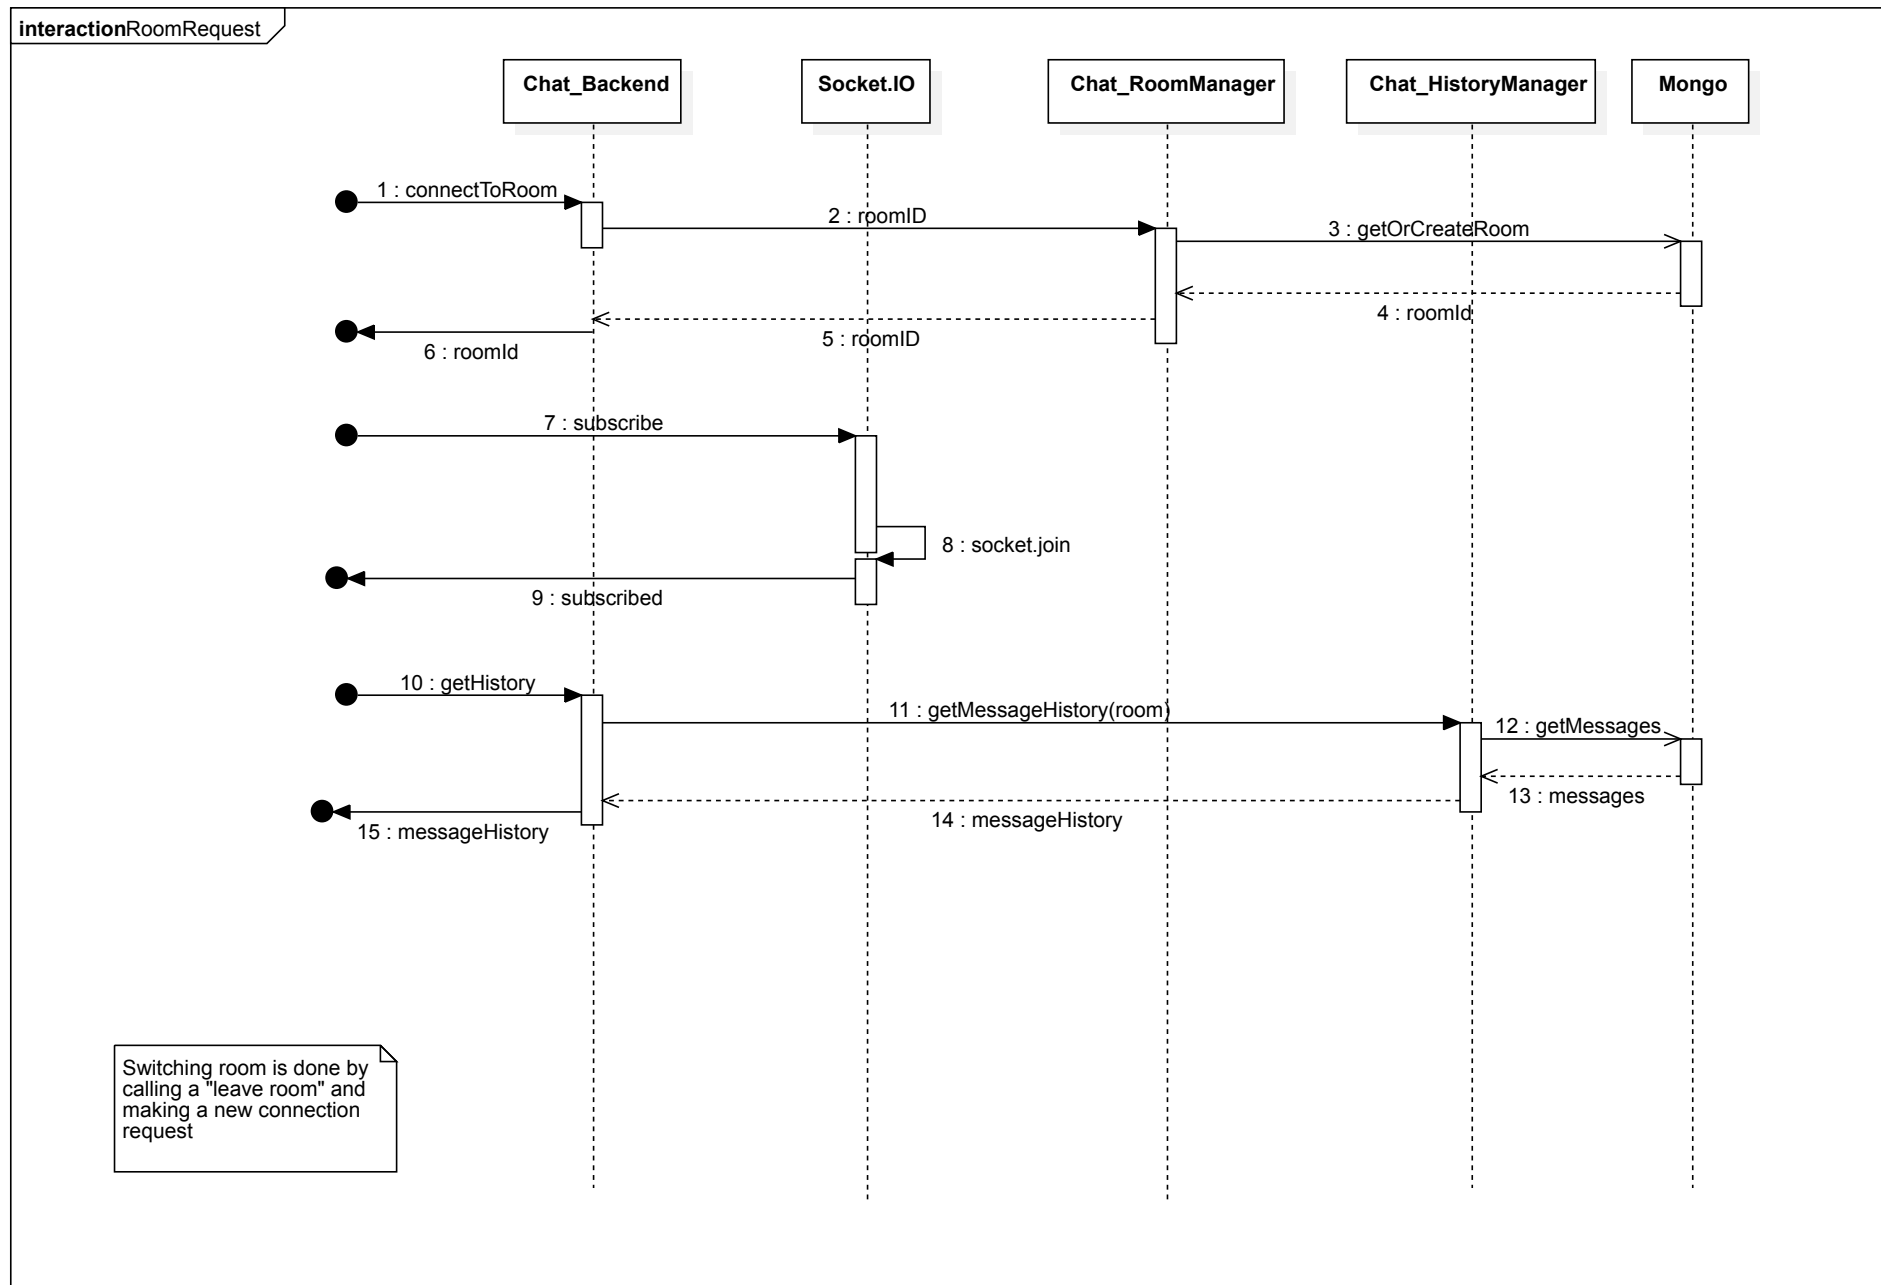 interactionRoomRequest
Chat_Backend
Socket.IO
Chat_RoomManager
Chat_HistoryManager
Mongo
1 : connectToRoom
2 : roomID
3 : getOrCreateRoom
4 : roomId
5 : roomID
6 : roomId
7 : subscribe
8 : socket.join
9 : subscribed
10 : getHistory
11 : getMessageHistory(room)
12 : getMessages
13 : messages
14 : messageHistory
15 : messageHistory
Switching room is done by
calling a "leave room" and
making a new connection
request